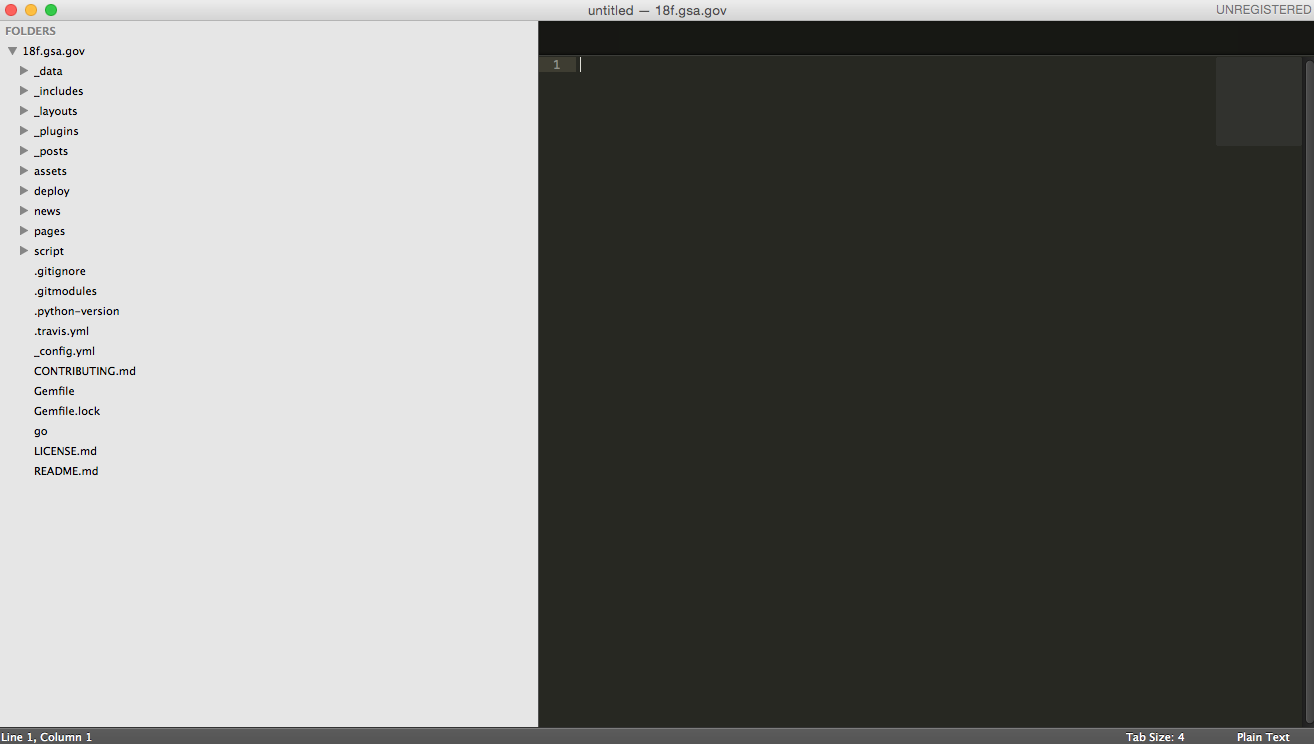 untitled — 18f.gsa.gov
UNREGISTERED
FOLDERS
18f.gsa.gov
_data
_includes
_layouts
_plugins
_posts
assets
deploy
news
pages
script
.gitignore
.gitmodules
.python-version
.travis.yml
_config.yml
CONTRIBUTING.md
Gemfile
Gemfile.lock
go
LICENSE.md
README.md
1
Line 1, Column 1
Tab Size: 4
Plain Text